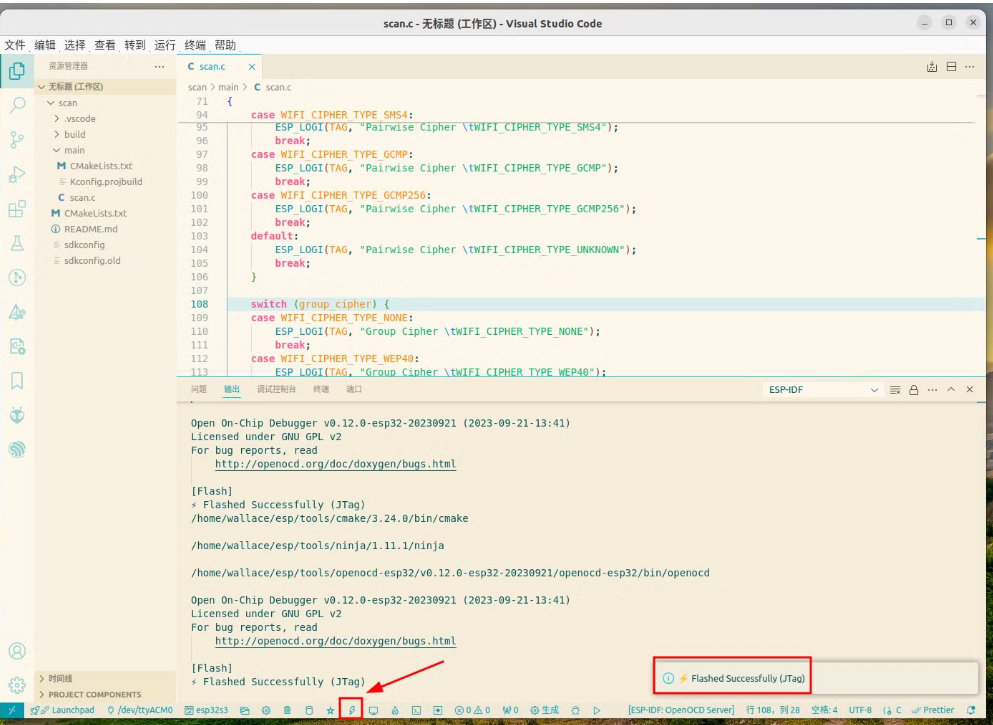 scan.c - 无标题 (工作区) - Visual Studio Code
文件 编辑 选择 查看 转到 运行 终端 帮助
资源管理器
无标题 (工作区)
scan
.vscode
build
main
CMakeLists.txt
Kconfig.projbuild
C scan.c
CMakeLists.txt
README.md
sdkconfig
sdkconfig.old
时间线
PROJECT COMPONENTS
C scan.c
scan > main > C scan.c
71 {
94 case WIFI_CIPHER_TYPE_SMS4:
95 ESP_LOGI(TAG, "Pairwise Cipher \tWIFI_CIPHER_TYPE_SMS4");
96 break;
97 case WIFI_CIPHER_TYPE_GCMP:
98 ESP_LOGI(TAG, "Pairwise Cipher \tWIFI_CIPHER_TYPE_GCMP");
99 break;
100 case WIFI_CIPHER_TYPE_GCMP256:
101 ESP_LOGI(TAG, "Pairwise Cipher \tWIFI_CIPHER_TYPE_GCMP256");
102 break;
103 default:
104 ESP_LOGI(TAG, "Pairwise Cipher \tWIFI_CIPHER_TYPE_UNKNOWN");
105 break;
106 }
107
108 switch (group_cipher) {
109 case WIFI_CIPHER_TYPE_NONE:
110 ESP_LOGI(TAG, "Group Cipher \tWIFI_CIPHER_TYPE_NONE");
111 break;
112 case WIFI_CIPHER_TYPE_WEP40:
113 ESP_LOGI(TAG, "Group Cipher \tWIFI_CIPHER_TYPE_WEP40");
问题 输出 调试控制台 终端 端口 ESP-IDF
Open On-Chip Debugger v0.12.0-esp32-20230921 (2023-09-21-13:41)
Licensed under GNU GPL v2
For bug reports, read
http://openocd.org/doc/doxygen/bugs.html
[Flash]
⚡ Flashed Successfully (JTag)
/home/wallace/esp/tools/cmake/3.24.0/bin/cmake
/home/wallace/esp/tools/ninja/1.11.1/ninja
/home/wallace/esp/tools/openocd-esp32/v0.12.0-esp32-20230921/openocd-esp32/bin/openocd
Open On-Chip Debugger v0.12.0-esp32-20230921 (2023-09-21-13:41)
Licensed under GNU GPL v2
For bug reports, read
http://openocd.org/doc/doxygen/bugs.html
[Flash]
⚡ Flashed Successfully (JTag)
⚡ Flashed Successfully (JTag)
Launchpad /dev/ttyACM0 esp32s3 0 0 0 生成 [ESP-IDF: OpenOCD Server] 行 108，列 28 空格: 4 UTF-8 C Prettier